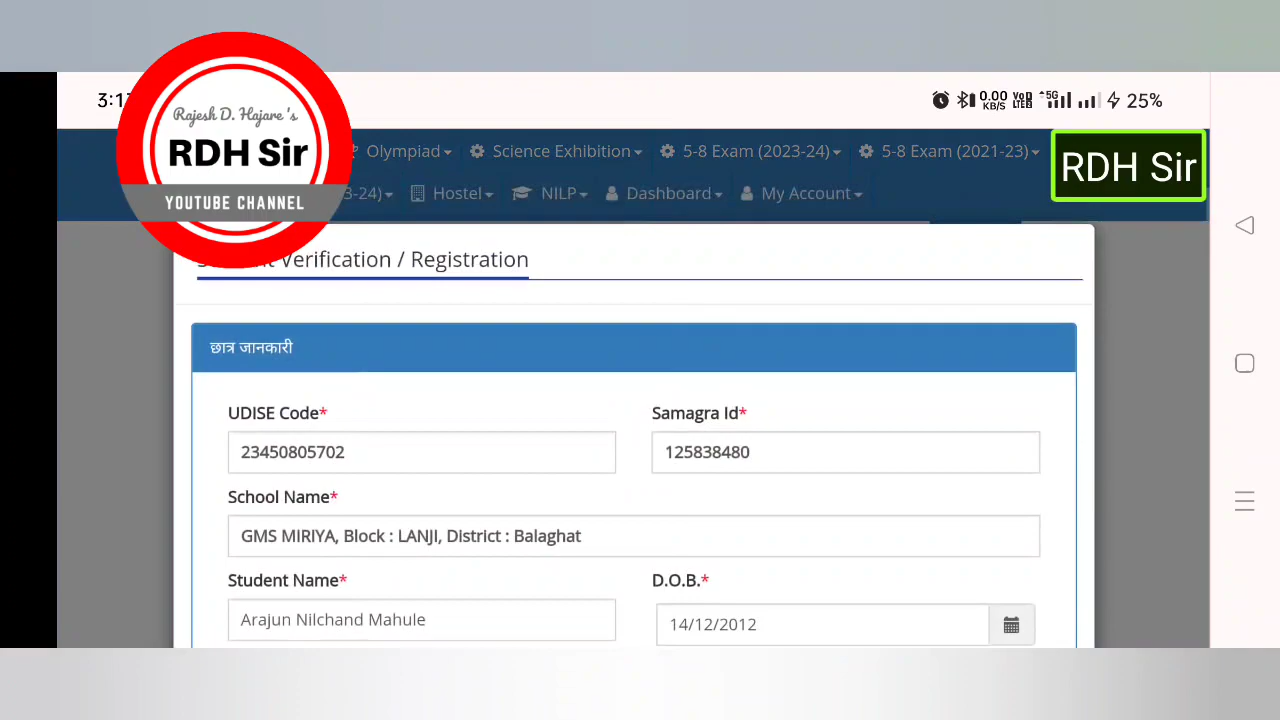 Rajesh D. Hajare's
RDH Sir
YOUTUBE CHANNEL
0.00 KB/S VoD LTE 5G 25%
Olympiad Science Exhibition 5-8 Exam (2023-24) 5-8 Exam (2021-23)
RDH Sir
3-24) Hostel NILP Dashboard My Account
Verification / Registration
छात्र जानकारी
UDISE Code* Samagra Id*
23450805702 125838480
School Name*
GMS MIRIYA, Block : LANJI, District : Balaghat
Student Name* D.O.B.*
Arajun Nilchand Mahule 14/12/2012